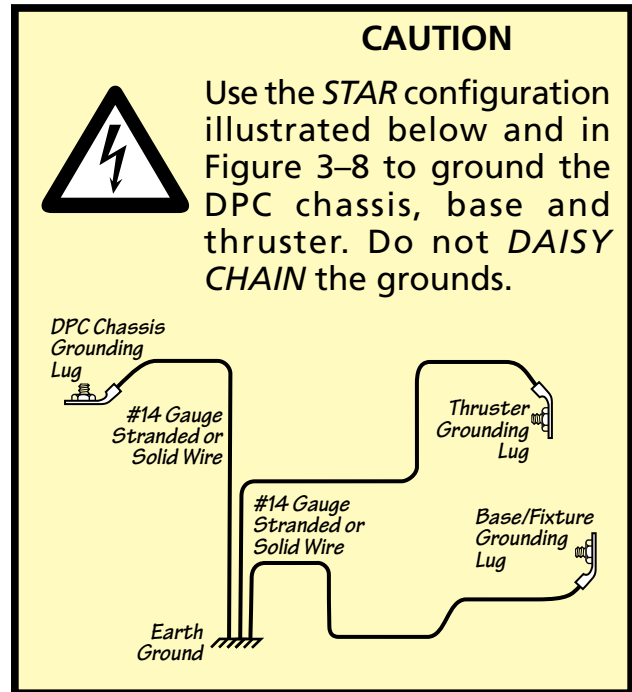 CAUTION
Use the STAR configuration
illustrated below and in
Figure 3–8 to ground the
DPC chassis, base and
thruster. Do not DAISY
CHAIN the grounds.
DPC Chassis
Grounding
Lug
#14 Gauge
Stranded or
Solid Wire
Thruster
Grounding
Lug
#14 Gauge
Stranded or
Solid Wire
Base/Fixture
Grounding
Lug
Earth
Ground